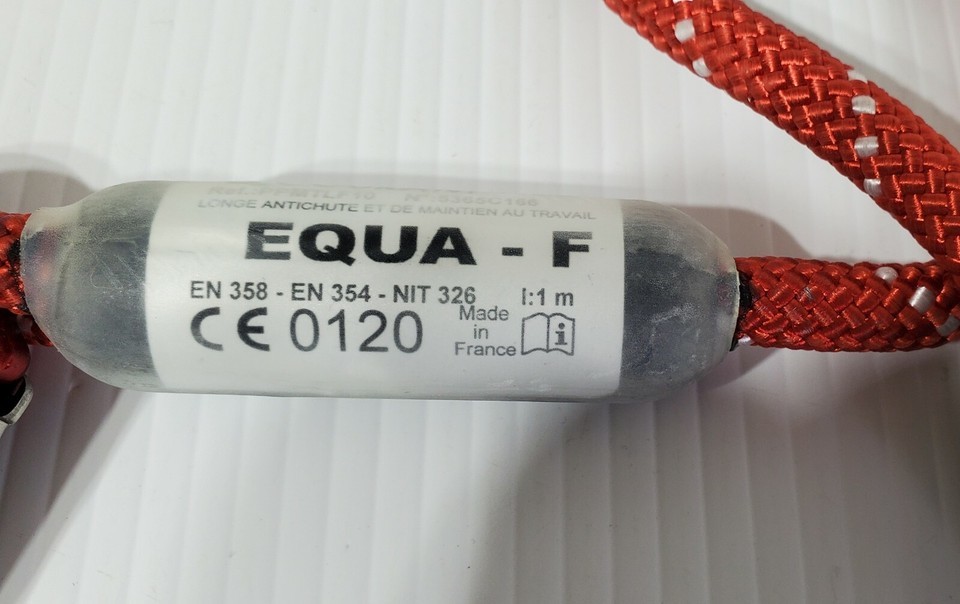 LONGE ANTICHUTE ET DE MAINTIEN AU TRAVAIL
EQUA - F
EN 358 - EN 354 - NIT 326 l:1 m
CE 0120
Made
in
France
i